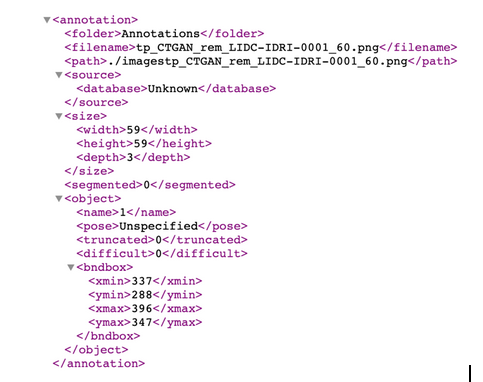 <annotation>
<folder>Annotations</folder>
<filename>tp_CTGAN_rem_LIDC-IDRI-0001_60.png</filename>
<path>./imagestp_CTGAN_rem_LIDC-IDRI-0001_60.png</path>
<source>
<database>Unknown</database>
</source>
<size>
<width>59</width>
<height>59</height>
<depth>3</depth>
</size>
<segmented>0</segmented>
<object>
<name>1</name>
<pose>Unspecified</pose>
<truncated>0</truncated>
<difficult>0</difficult>
<bndbox>
<xmin>337</xmin>
<ymin>288</ymin>
<xmax>396</xmax>
<ymax>347</ymax>
</bndbox>
</object>
</annotation>